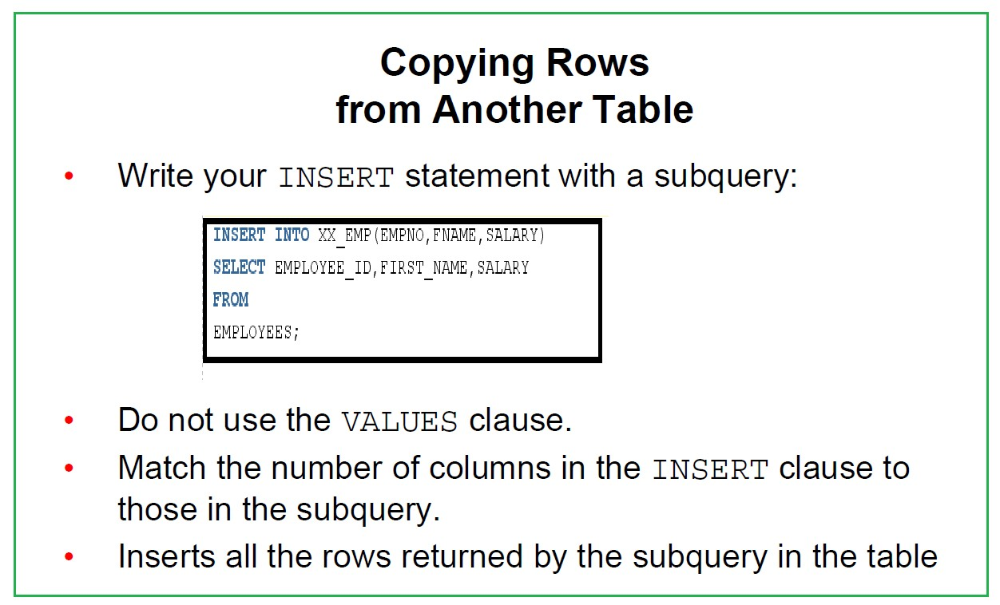 Copying Rows
from Another Table
• Write your INSERT statement with a subquery:
INSERT INTO XX_EMP(EMPNO,FNAME,SALARY)
SELECT EMPLOYEE_ID,FIRST_NAME,SALARY
FROM
EMPLOYEES;
• Do not use the VALUES clause.
• Match the number of columns in the INSERT clause to
those in the subquery.
• Inserts all the rows returned by the subquery in the table